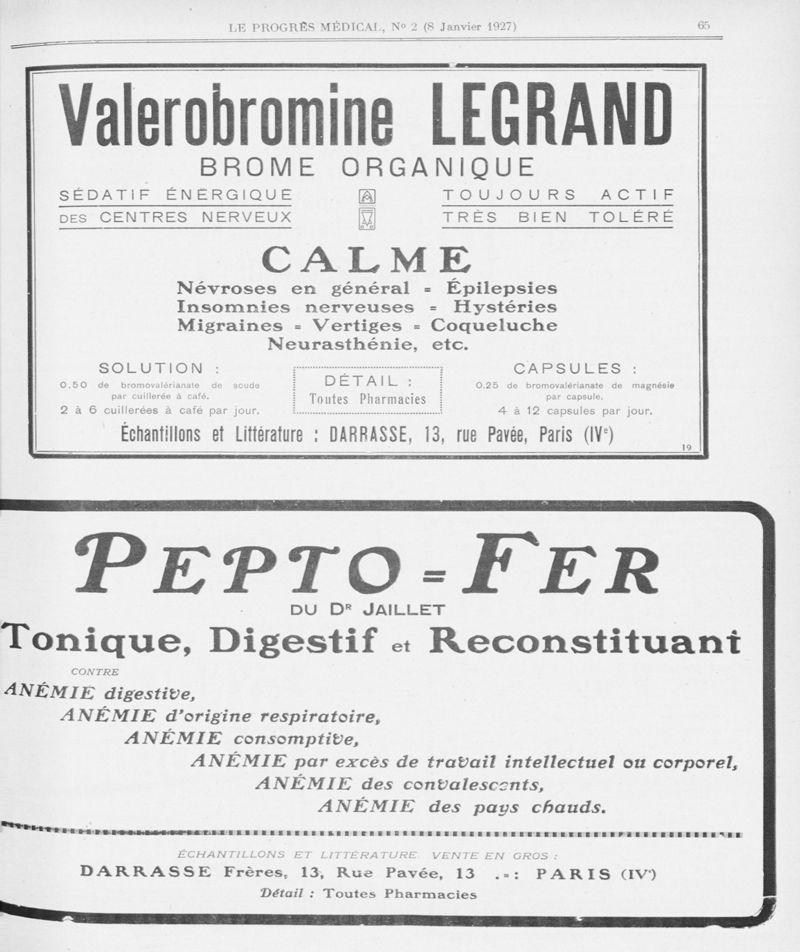 LE PROGRÈS MÉDICAL, No 2 (8 Janvier 1927)
65
Valerobromine LEGRAND
BROME ORGANIQUE
SÉDATIF ÉNERGIQUE
DES CENTRES NERVEUX
TOUJOURS ACTIF
TRÈS BIEN TOLÉRÉ
CALME
Névroses en général = Épilepsies
Insomnies nerveuses = Hystéries
Migraines = Vertiges = Coqueluche
Neurasthénie, etc.
SOLUTION :
0,50 de bromovalérianate de soude
par cuillerée à café.
2 à 6 cuillerées à café par jour.
DÉTAIL :
Toutes Pharmacies
CAPSULES :
0.25 de bromovalérianate de magnésie
par capsule.
4 à 12 capsules par jour.
Échantillons et Littérature : DARRASSE, 13, rue Pavée, Paris (IVe)
19
PEPTO=FER
DU DR JAILLET
Tonique, Digestif et Reconstituant
CONTRE
ANÉMIE digestive,
ANÉMIE d'origine respiratoire,
ANÉMIE consomptive,
ANÉMIE par excès de travail intellectuel ou corporel,
ANÉMIE des convalescents,
ANÉMIE des pays chauds.
ÉCHANTILLONS ET LITTÉRATURE VENTE EN GROS :
DARRASSE Frères, 13, Rue Pavée, 13 .=: PARIS (IVe)
Détail : Toutes Pharmacies